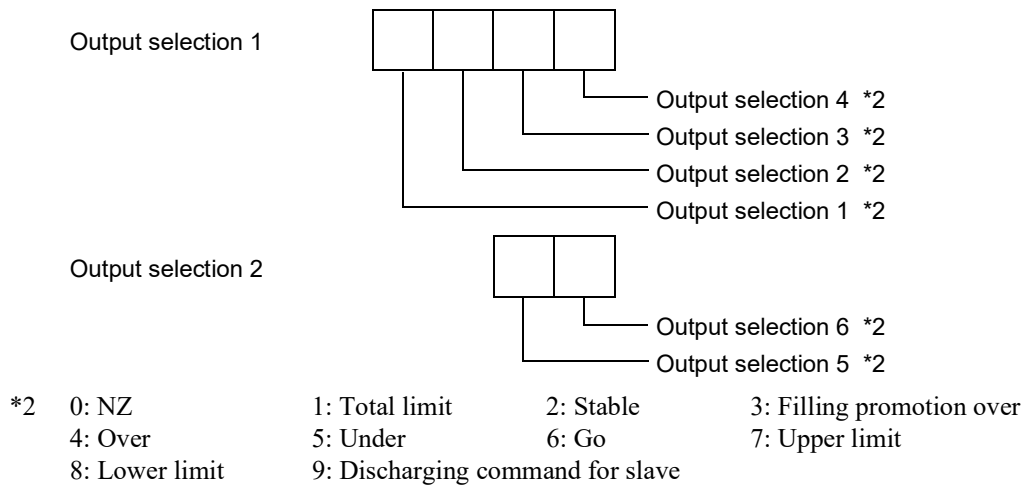 Output selection 1
Output selection 4 *2
Output selection 3 *2
Output selection 2 *2
Output selection 1 *2
Output selection 2
Output selection 6 *2
Output selection 5 *2
*2 0: NZ 1: Total limit 2: Stable 3: Filling promotion over
4: Over 5: Under 6: Go 7: Upper limit
8: Lower limit 9: Discharging command for slave